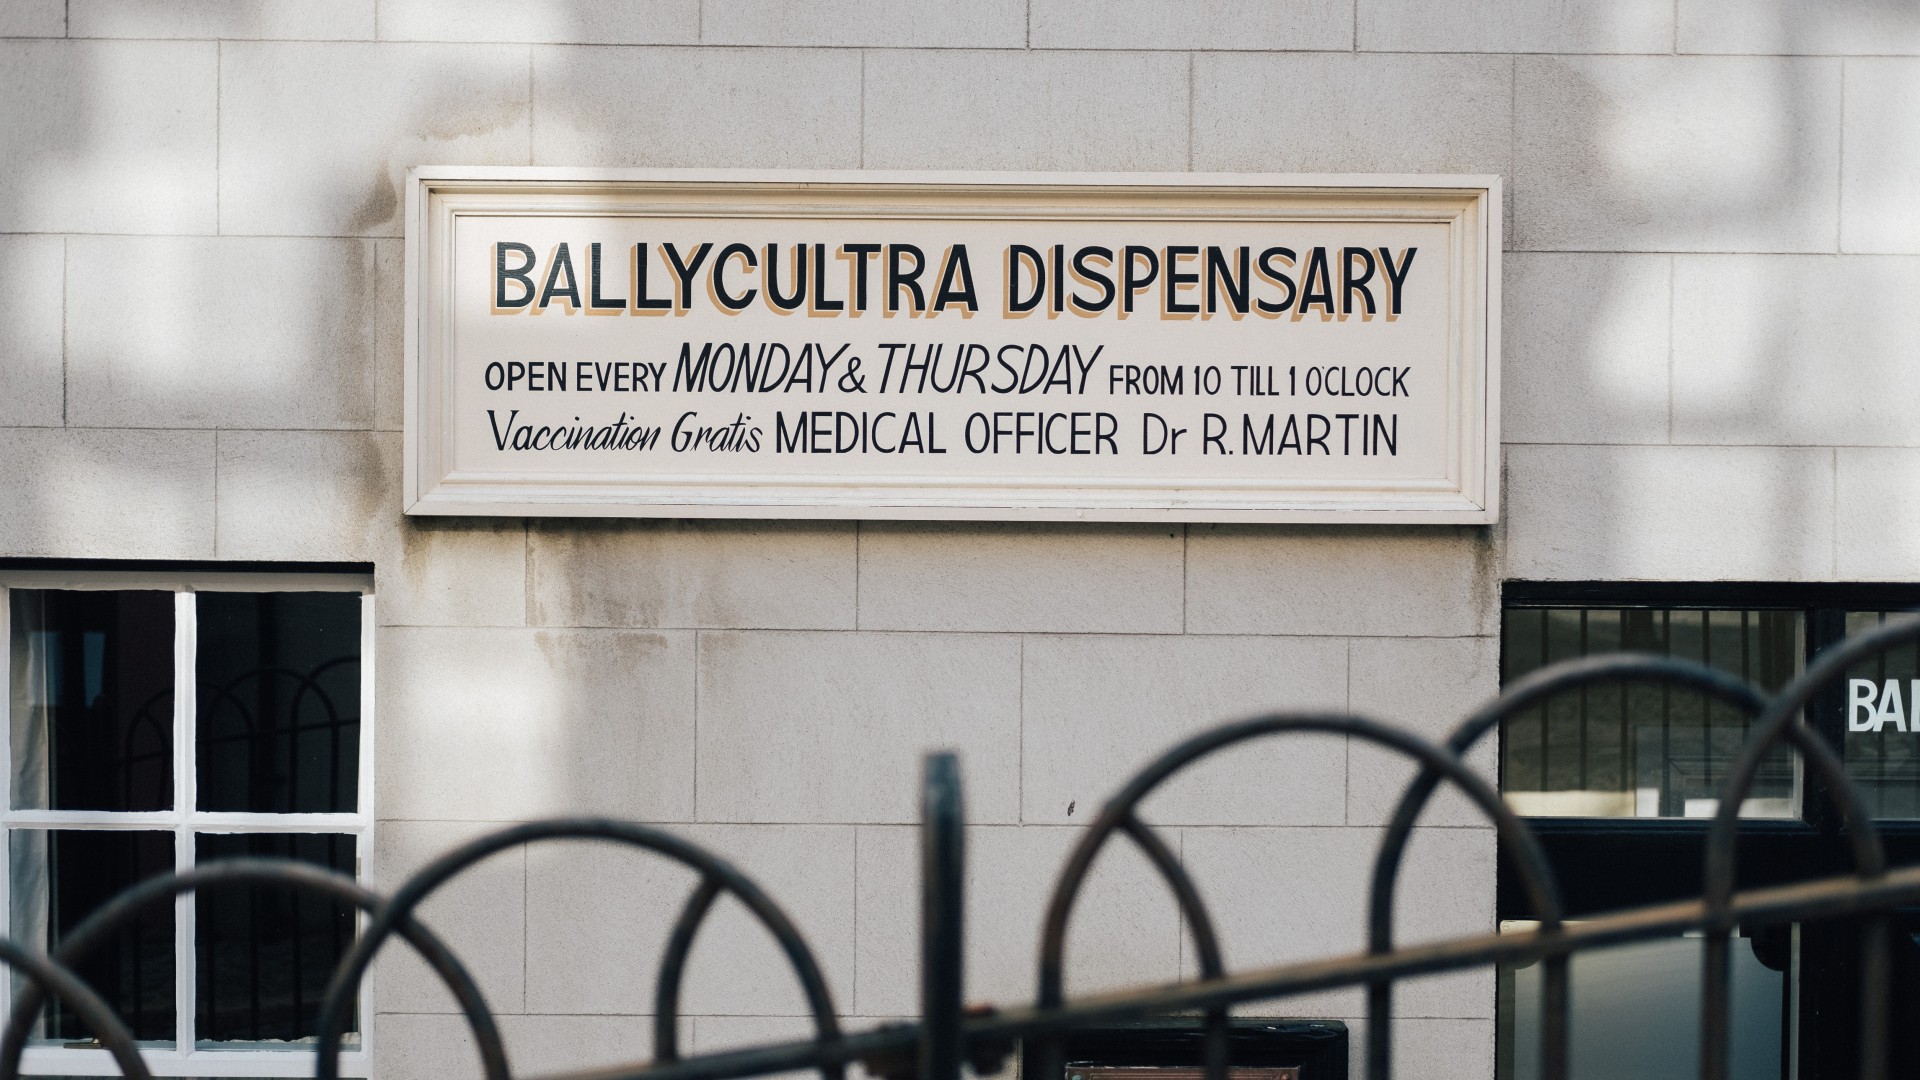 BALLYCULTRA DISPENSARY
OPEN EVERY MONDAY & THURSDAY FROM 10 TILL 1 O'CLOCK
Vaccination Gratis MEDICAL OFFICER Dr R. MARTIN